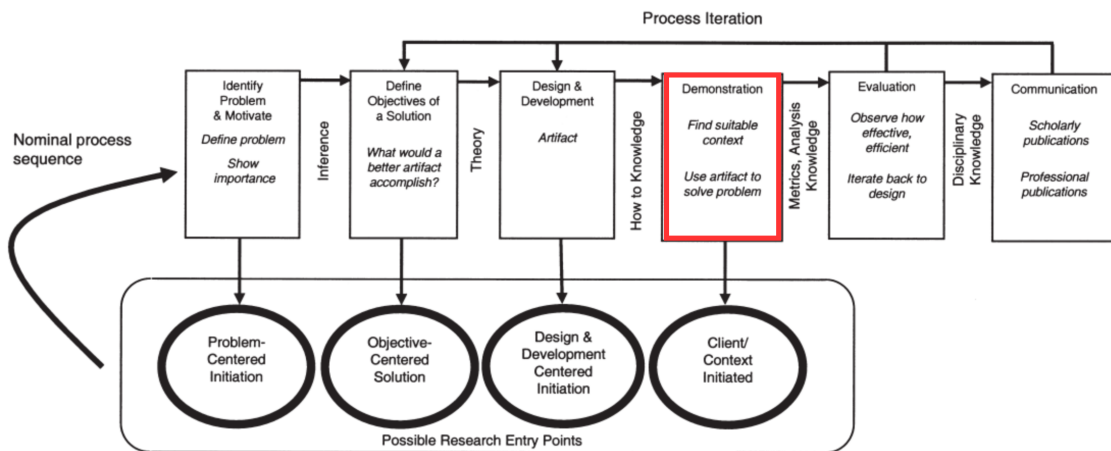 Process Iteration
Nominal process
sequence
Identify
Problem
& Motivate
Define problem
Show
importance
Inference
Define
Objectives of
a Solution
What would a
better artifact
accomplish?
Theory
Design &
Development
Artifact
How to Knowledge
Demonstration
Find suitable
context
Use artifact to
solve problem
Metrics, Analysis
Knowledge
Evaluation
Observe how
effective,
efficient
Iterate back to
design
Disciplinary
Knowledge
Communication
Scholarly
publications
Professional
publications
Problem-
Centered
Initiation
Objective-
Centered
Solution
Design &
Development
Centered
Initiation
Client/
Context
Initiated
Possible Research Entry Points